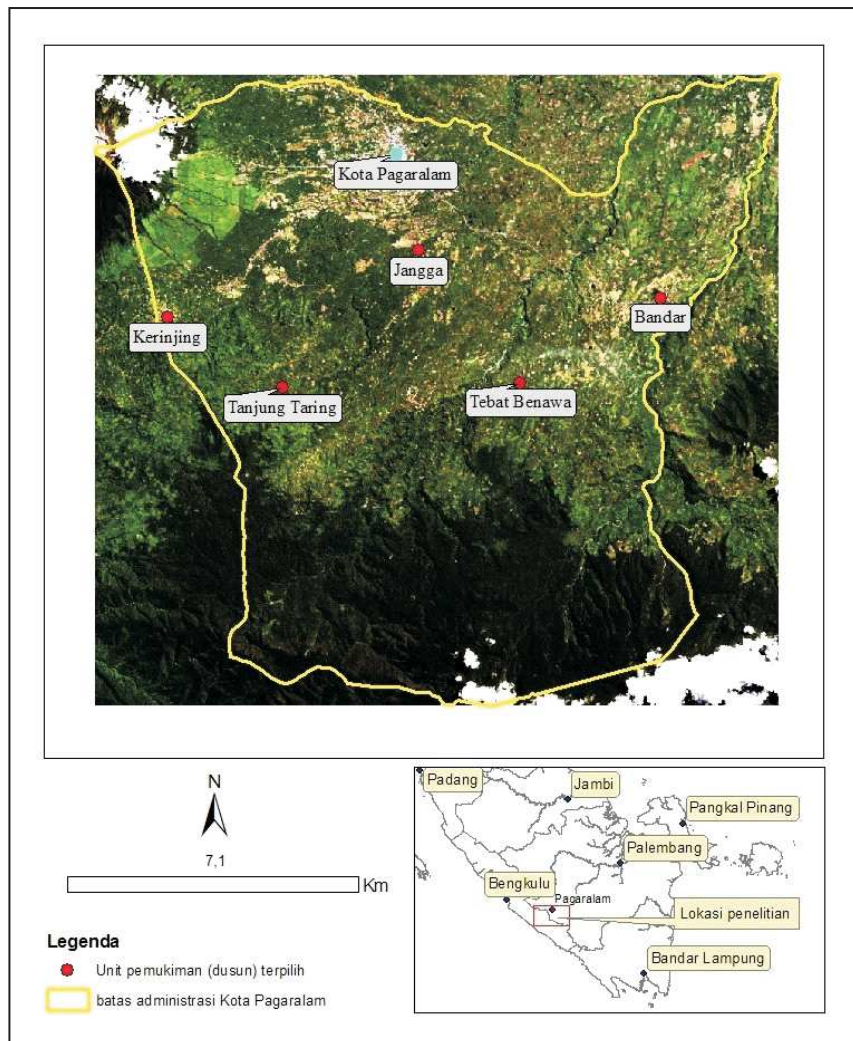 Kota Pagaralam
Jangga
Kerinjing
Bandar
Tanjung Taring
Tebat Benawa
N
7,1
Km
Legenda
Unit pemukiman (dusun) terpilih
batas administrasi Kota Pagaralam
Padang
Jambi
Pangkal Pinang
Palembang
Bengkulu
Pagaralam
Lokasi penelitian
Bandar Lampung